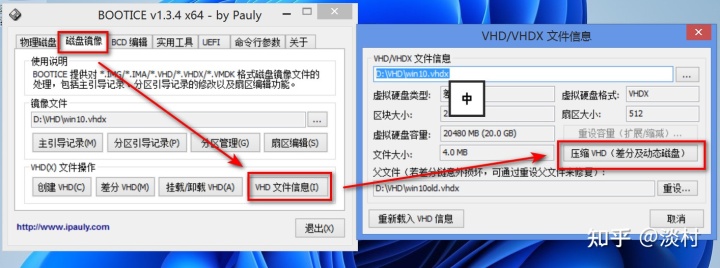 BOOTICE v1.3.4 x64 - by Pauly
物理磁盘 磁盘镜像 BCD 编辑 实用工具 UEFI 命令行参数 关于
使用说明
BOOTICE 提供对 *.IMG/*.IMA/*.VHD/*.VHDX/*.VMDK 格式磁盘镜像文件的
处理，包括主引导记录、分区引导记录的修改以及扇区编辑功能。
镜像文件
D:\VHD\win10.vhdx
...
主引导记录(M) 分区引导记录(P) 分区管理(G) 扇区编辑(S)
VHD(X) 文件操作
创建 VHD(C) 差分 VHD(M) 挂载/卸载 VHD(A) VHD 文件信息(I)
http://www.ipauly.com
退出(X)
VHD/VHDX 文件信息
VHD/VHDX 文件信息
D:\VHD\win10.vhdx
...
虚拟硬盘类型: 差
中
虚拟硬盘格式: VHDX
区块大小: 2
扇区大小: 512
虚拟硬盘容量: 20480 MB (20.0 GB)
重设容量 (扩展/缩减)...
文件大小: 4.0 MB
压缩 VHD (差分及动态磁盘)
父文件 (若差分链意外损坏，可通过重设父文件来修复):
D:\VHD\win10old.vhdx
重设...
重新载入 VHD 信息
取消
知乎 @淡村